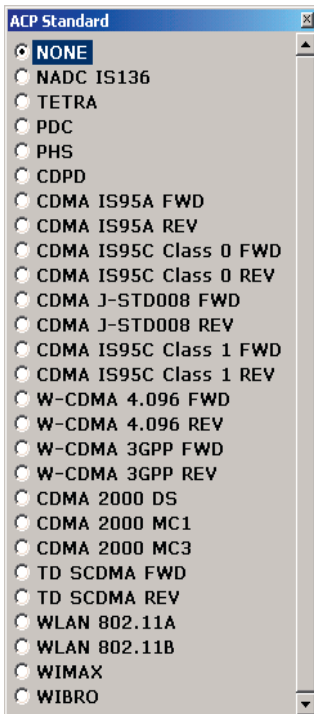 ACP Standard
NONE
NADC IS136
TETRA
PDC
PHS
CDPD
CDMA IS95A FWD
CDMA IS95A REV
CDMA IS95C Class 0 FWD
CDMA IS95C Class 0 REV
CDMA J-STD008 FWD
CDMA J-STD008 REV
CDMA IS95C Class 1 FWD
CDMA IS95C Class 1 REV
W-CDMA 4.096 FWD
W-CDMA 4.096 REV
W-CDMA 3GPP FWD
W-CDMA 3GPP REV
CDMA 2000 DS
CDMA 2000 MC1
CDMA 2000 MC3
TD SCDMA FWD
TD SCDMA REV
WLAN 802.11A
WLAN 802.11B
WIMAX
WIBRO